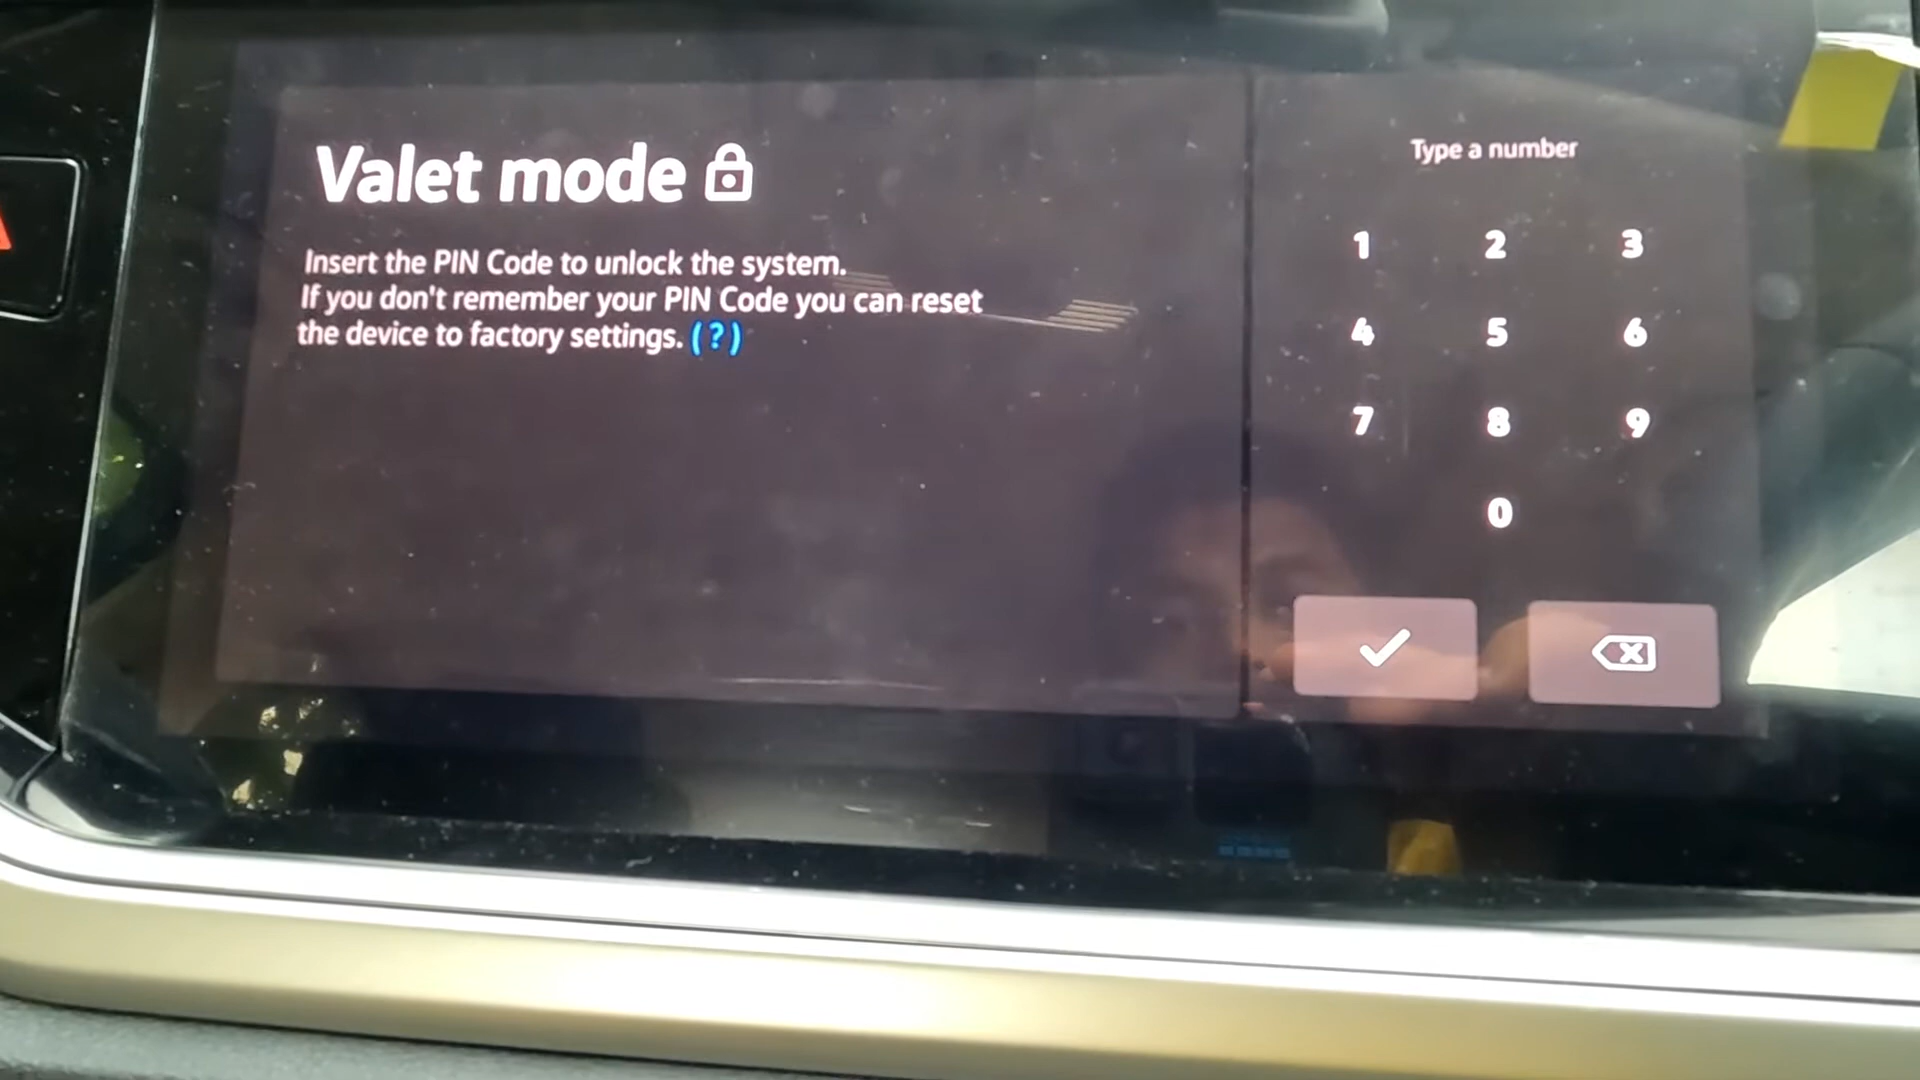 Valet mode
Insert the PIN Code to unlock the system.
If you don't remember your PIN Code you can reset
the device to factory settings. (?)
Type a number
1 2 3
4 5 6
7 8 9
0